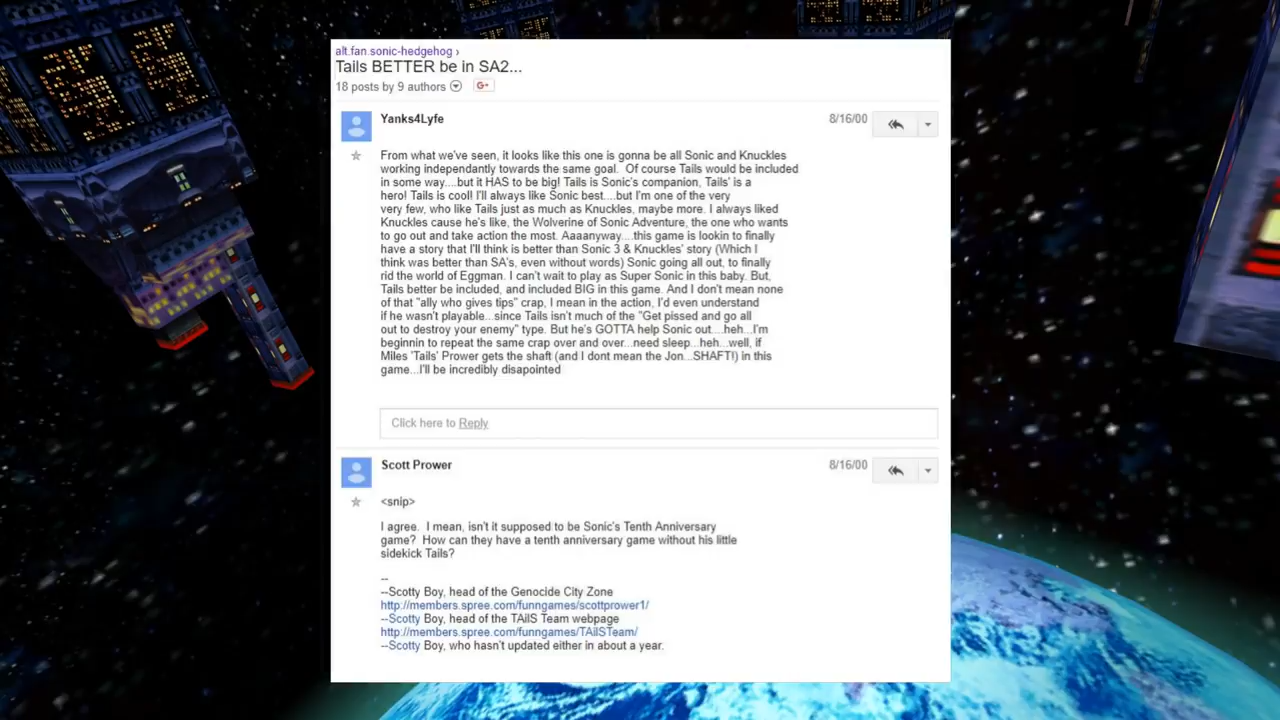 alt.fan.sonic-hedgehog ›
Tails BETTER be in SA2...
18 posts by 9 authors
G+
Yanks4Lyfe
8/16/00
From what we've seen, it looks like this one is gonna be all Sonic and Knuckles
working independantly towards the same goal.  Of course Tails would be included
in some way....but it HAS to be big! Tails is Sonic's companion, Tails' is a
hero! Tails is cool! I'll always like Sonic best....but I'm one of the very
very few, who like Tails just as much as Knuckles, maybe more. I always liked
Knuckles cause he's like, the Wolverine of Sonic Adventure, the one who wants
to go out and take action the most. Aaaanyway....this game is lookin to finally
have a story that I'll think is better than Sonic 3 & Knuckles' story (Which I
think was better than SA's, even without words) Sonic going all out, to finally
rid the world of Eggman. I can't wait to play as Super Sonic in this baby. But,
Tails better be included, and included BIG in this game. And I don't mean none
of that "ally who gives tips" crap, I mean in the action, I'd even understand
if he wasn't playable...since Tails isn't much of the "Get pissed and go all
out to destroy your enemy" type. But he's GOTTA help Sonic out....heh...I'm
beginnin to repeat the same crap over and over...need sleep...heh...well, if
Miles 'Tails' Prower gets the shaft (and I dont mean the Jon...SHAFT!) in this
game...I'll be incredibly disapointed
Click here to Reply
Scott Prower
8/16/00
<snip>
I agree.  I mean, isn't it supposed to be Sonic's Tenth Anniversary
game?  How can they have a tenth anniversary game without his little
sidekick Tails?
--
--Scotty Boy, head of the Genocide City Zone
http://members.spree.com/funngames/scottprower1/
--Scotty Boy, head of the TAilS Team webpage
http://members.spree.com/funngames/TAilSTeam/
--Scotty Boy, who hasn't updated either in about a year.